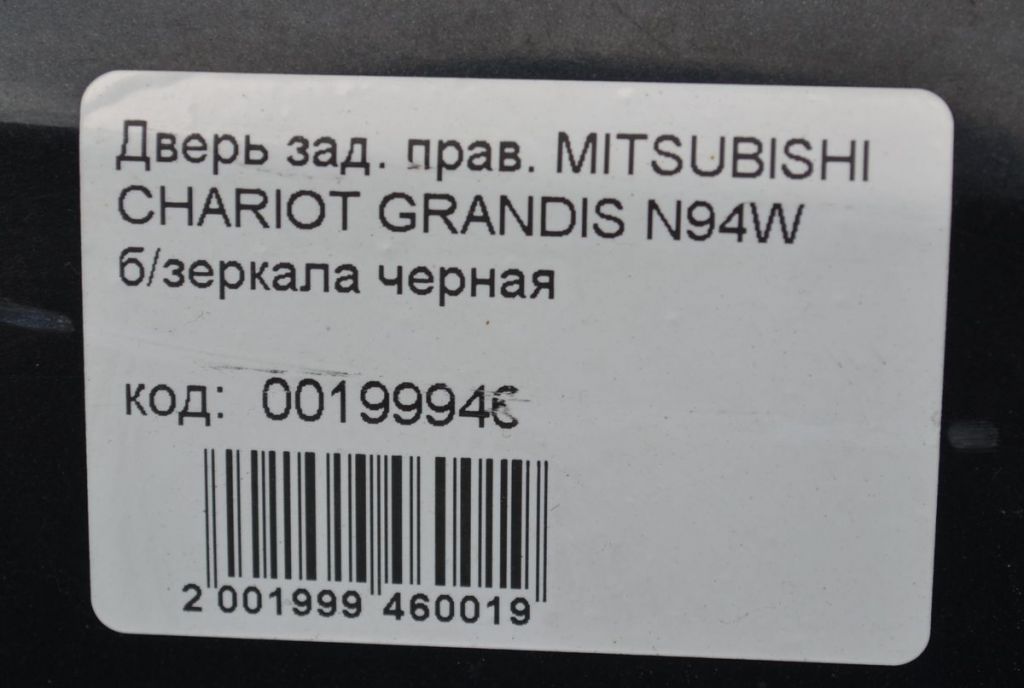 Дверь зад. прав. MITSUBISHI
CHARIOT GRANDIS N94W
б/зеркала черная
код: 00199946
2 001999 460019